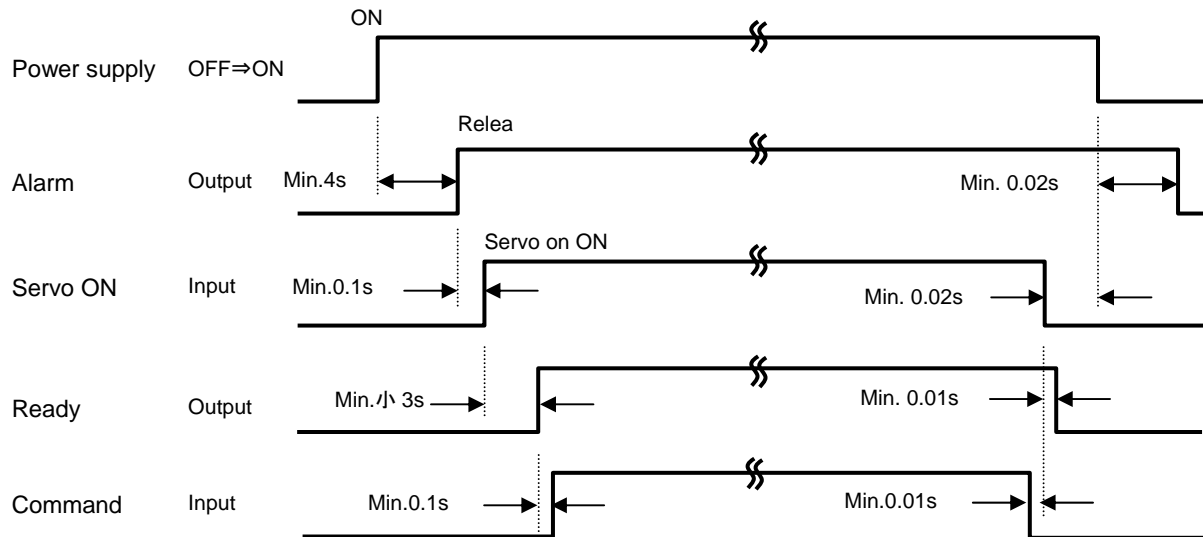 ON
Power supply OFF⇒ON
Relea
Alarm Output Min.4s Min. 0.02s
Servo on ON
Servo ON Input Min.0.1s Min. 0.02s
Ready Output Min.小 3s Min. 0.01s
Command Input Min.0.1s Min.0.01s